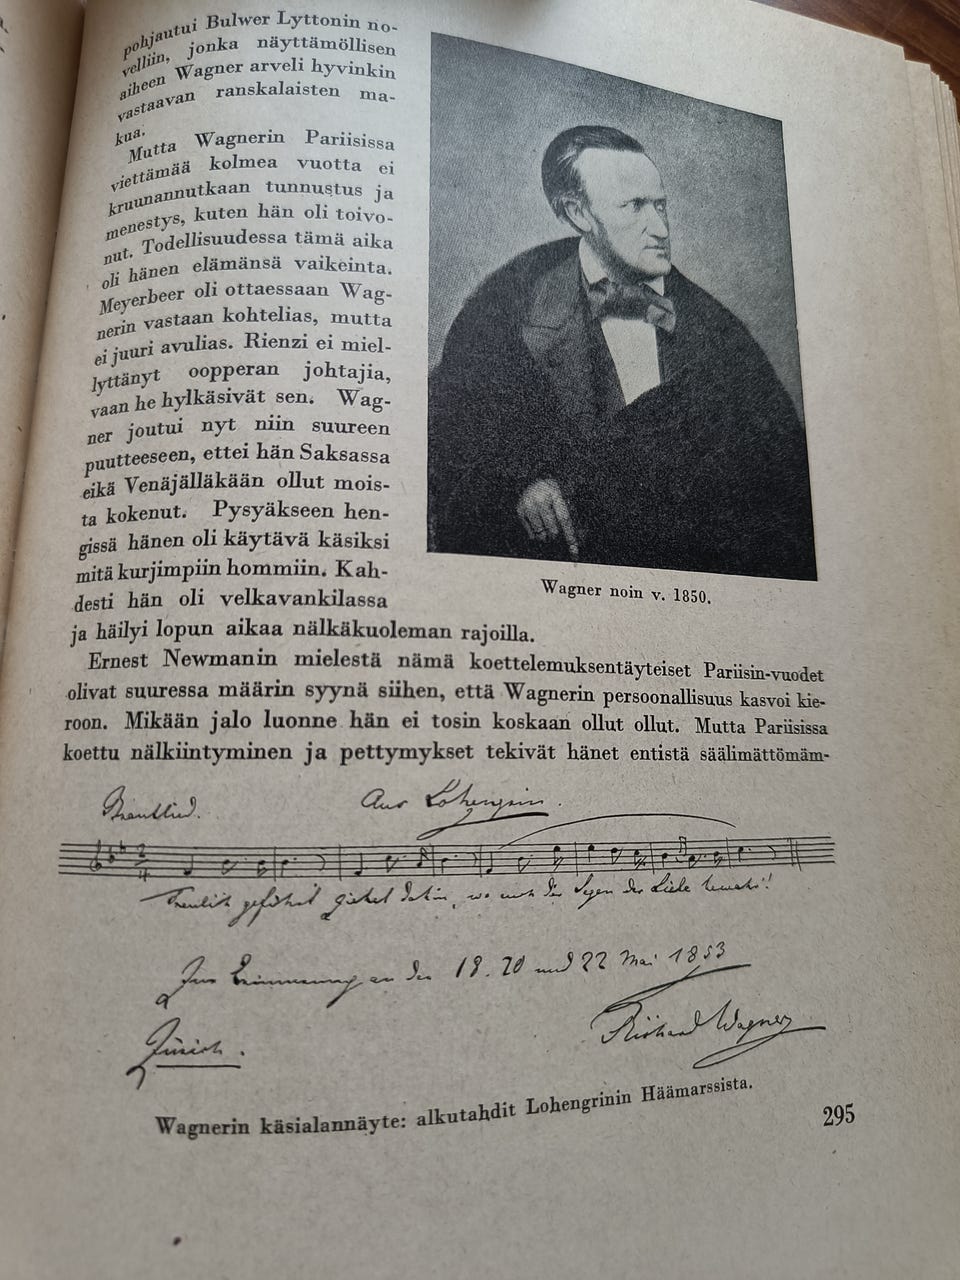 pohjautui Bulwer Lyttonin no-
velliin, jonka näyttämöllisen
aiheen Wagner arveli hyvinkin
vastaavan ranskalaisten ma-
kua.
Mutta Wagnerin Pariisissa
viettämää kolmea vuotta ei
kruunannutkaan tunnustus ja
menestys, kuten hän oli toivo-
nut. Todellisuudessa tämä aika
oli hänen elämänsä vaikeinta.
Meyerbeer oli ottaessaan Wag-
nerin vastaan kohtelias, mutta
ei juuri avulias. Rienzi ei miel-
lyttänyt oopperan johtajia,
vaan he hylkäsivät sen. Wag-
ner joutui nyt niin suureen
puutteeseen, ettei hän Saksassa
eikä Venäjälläkään ollut mois-
ta kokenut. Pysyäkseen hen-
gissä hänen oli käytävä käsiksi
mitä kurjimpiin hommiin. Kah-
desti hän oli velkavankilassa
ja häilyi lopun aikaa nälkäkuoleman rajoilla.
Wagner noin v. 1850.
Ernest Newmanin mielestä nämä koettelemuksentäyteiset Pariisin-vuodet
olivat suuressa määrin syynä siihen, että Wagnerin persoonallisuus kasvoi kie-
roon. Mikään jalo luonne hän ei tosin koskaan ollut ollut. Mutta Pariisissa
koettu nälkiintyminen ja pettymykset tekivät hänet entistä säälimättömäm-
Brautlied. Aus Lohengrin.
2
4
Treulich geführt ziehet dahin, wo euch der Segen der Liebe bewahr'!
Zur Erinnerung an den 18. 20 und 22 Mai 1853
Zürich. Richard Wagner
Wagnerin käsialannäyte: alkutahdit Lohengrinin Häämarssista.
295